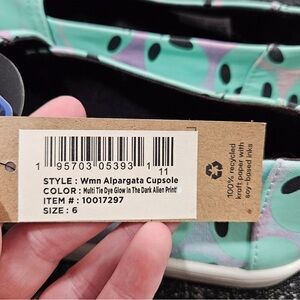 1 95703 05393 1
11
STYLE : Wmn Alpargata Cupsole
COLOR : Multi Tie Dye Glow In The Dark Alien Print
ITEM # : 10017297
SIZE : 6
100% recycled
kraft paper with
soy-based inks